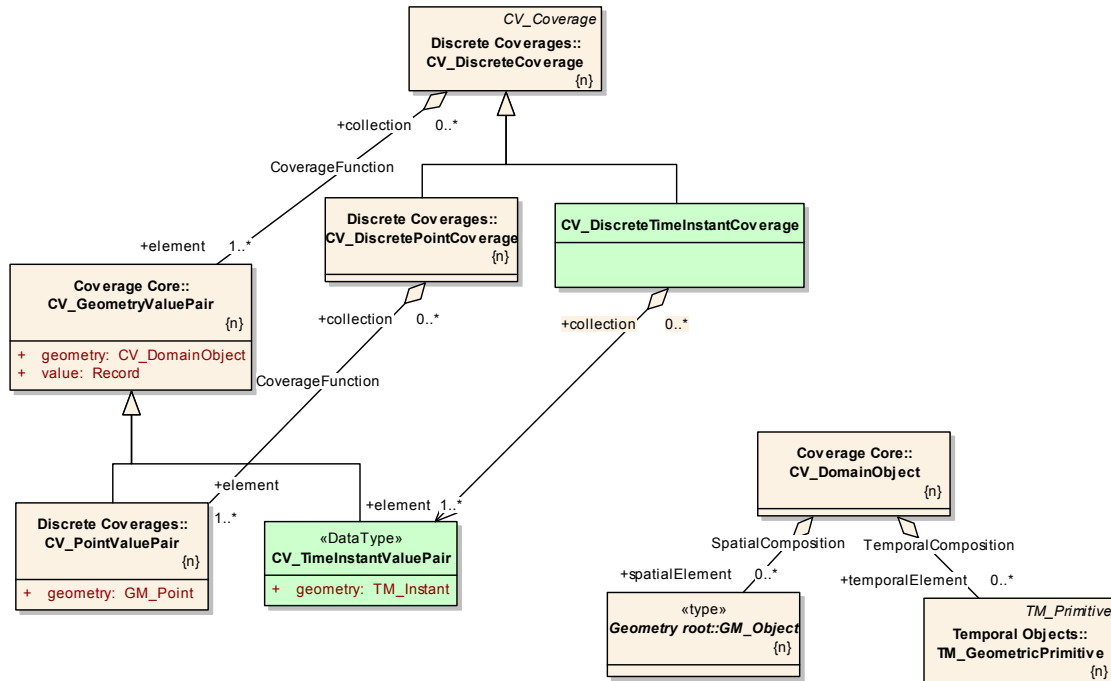 CV_Coverage
Discrete Coverages::
CV_DiscreteCoverage
{n}
+collection
0..*
CoverageFunction
+element
1..*
Discrete Coverages::
CV_DiscretePointCoverage
{n}
CV_DiscreteTimeInstantCoverage
Coverage Core::
CV_GeometryValuePair
{n}
+ geometry: CV_DomainObject
+ value: Record
+collection
0..*
CoverageFunction
+element
1..*
+collection
0..*
+element
1..*
Discrete Coverages::
CV_PointValuePair
{n}
+ geometry: GM_Point
«DataType»
CV_TimeInstantValuePair
+ geometry: TM_Instant
Coverage Core::
CV_DomainObject
{n}
SpatialComposition
+spatialElement
0..*
TemporalComposition
+temporalElement
0..*
«type»
Geometry root::GM_Object
{n}
TM_Primitive
Temporal Objects::
TM_GeometricPrimitive
{n}